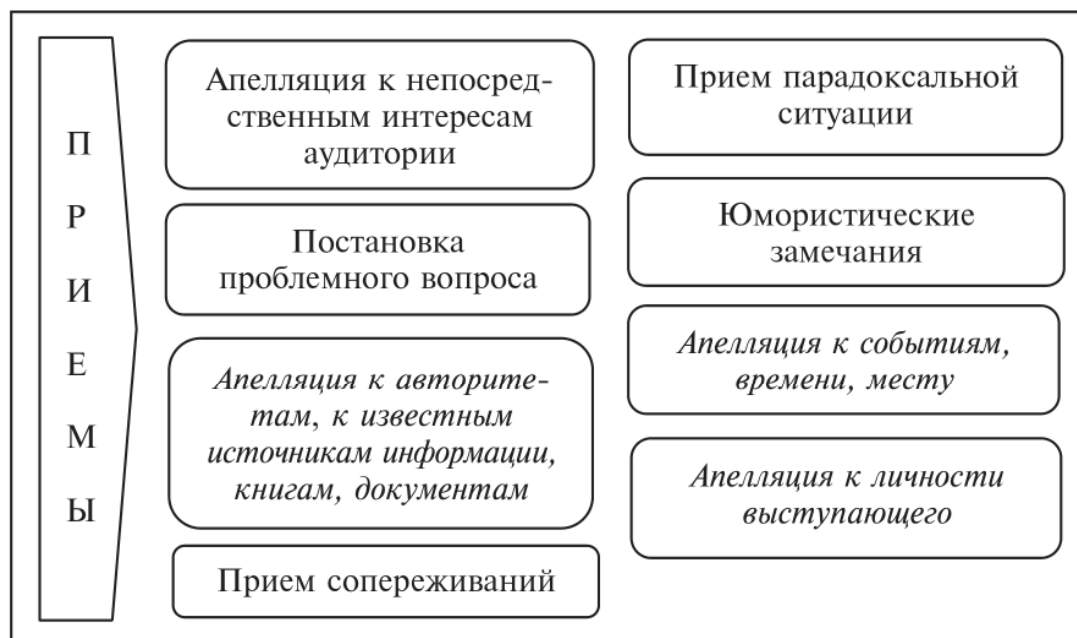 П
Р
И
Е
М
Ы
Апелляция к непосред-
ственным интересам
аудитории
Постановка
проблемного вопроса
Апелляция к авторите-
там, к известным
источникам информации,
книгам, документам
Прием сопереживаний
Прием парадоксальной
ситуации
Юмористические
замечания
Апелляция к событиям,
времени, месту
Апелляция к личности
выступающего